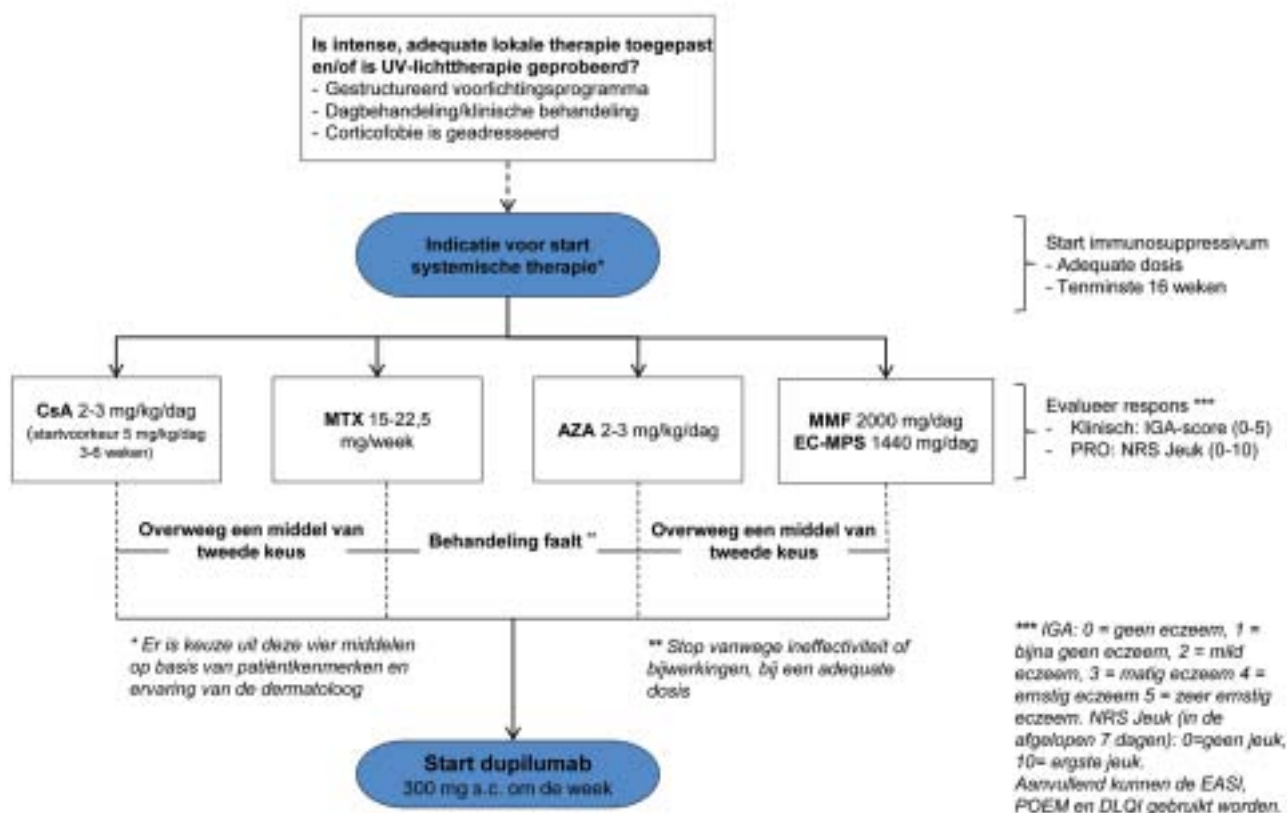 Is intense, adequate lokale therapie toegepast
en/of is UV-lichttherapie geprobeerd?
- Gestructureerd voorlichtingsprogramma
- Dagbehandeling/klinische behandeling
- Corticofobie is geadresseerd
Indicatie voor start
systemische therapie*
Start immunosuppressivum
- Adequate dosis
- Tenminste 16 weken
CsA 2-3 mg/kg/dag
(startvoorkeur 5 mg/kg/dag
3-6 weken)
MTX 15-22,5
mg/week
AZA 2-3 mg/kg/dag
MMF 2000 mg/dag
EC-MPS 1440 mg/dag
Evalueer respons ***
- Klinisch: IGA-score (0-5)
- PRO: NRS Jeuk (0-10)
Overweeg een middel van
tweede keus
Behandeling faalt **
Overweeg een middel van
tweede keus
* Er is keuze uit deze vier middelen
op basis van patiëntkenmerken en
ervaring van de dermatoloog
** Stop vanwege ineffectiviteit of
bijwerkingen, bij een adequate
dosis
*** IGA: 0 = geen eczeem, 1 =
bijna geen eczeem, 2 = mild
eczeem, 3 = matig eczeem 4 =
ernstig eczeem 5 = zeer ernstig
eczeem. NRS Jeuk (in de
afgelopen 7 dagen): 0=geen jeuk,
10= ergste jeuk.
Aanvullend kunnen de EASI,
POEM en DLQI gebruikt worden.
Start dupilumab
300 mg a.c. om de week